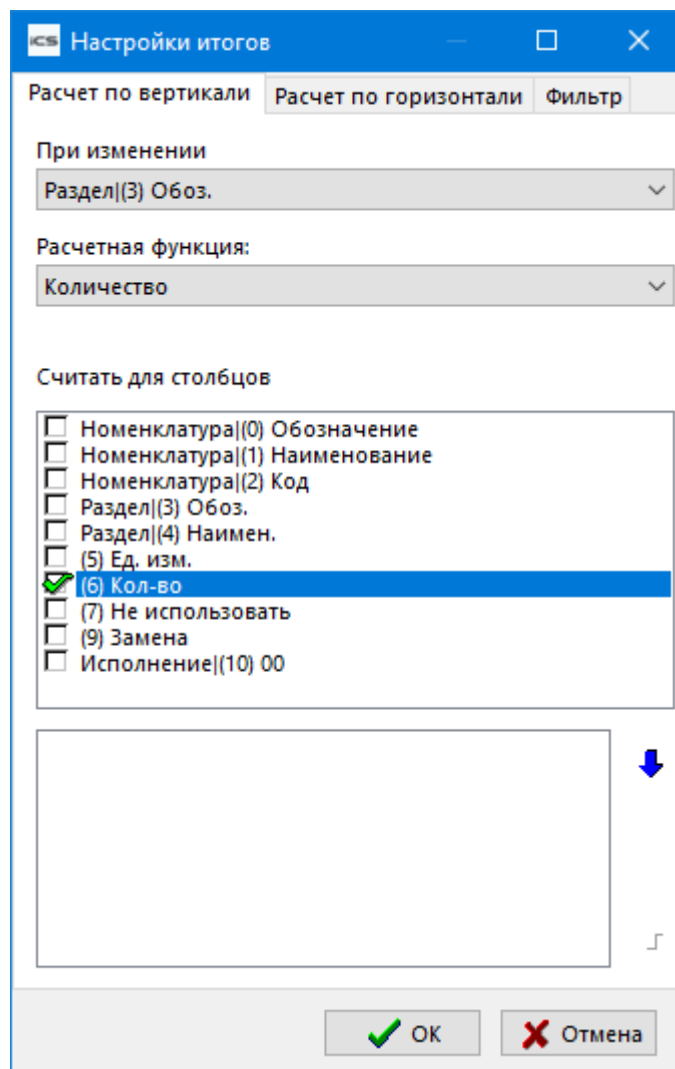 iCS Настройки итогов
Расчет по вертикали Расчет по горизонтали Фильтр
При изменении
Раздел|(3) Обоз.
Расчетная функция:
Количество
Считать для столбцов
Номенклатура|(0) Обозначение
Номенклатура|(1) Наименование
Номенклатура|(2) Код
Раздел|(3) Обоз.
Раздел|(4) Наимен.
(5) Ед. изм.
(6) Кол-во
(7) Не использовать
(9) Замена
Исполнение|(10) 00
OK Отмена